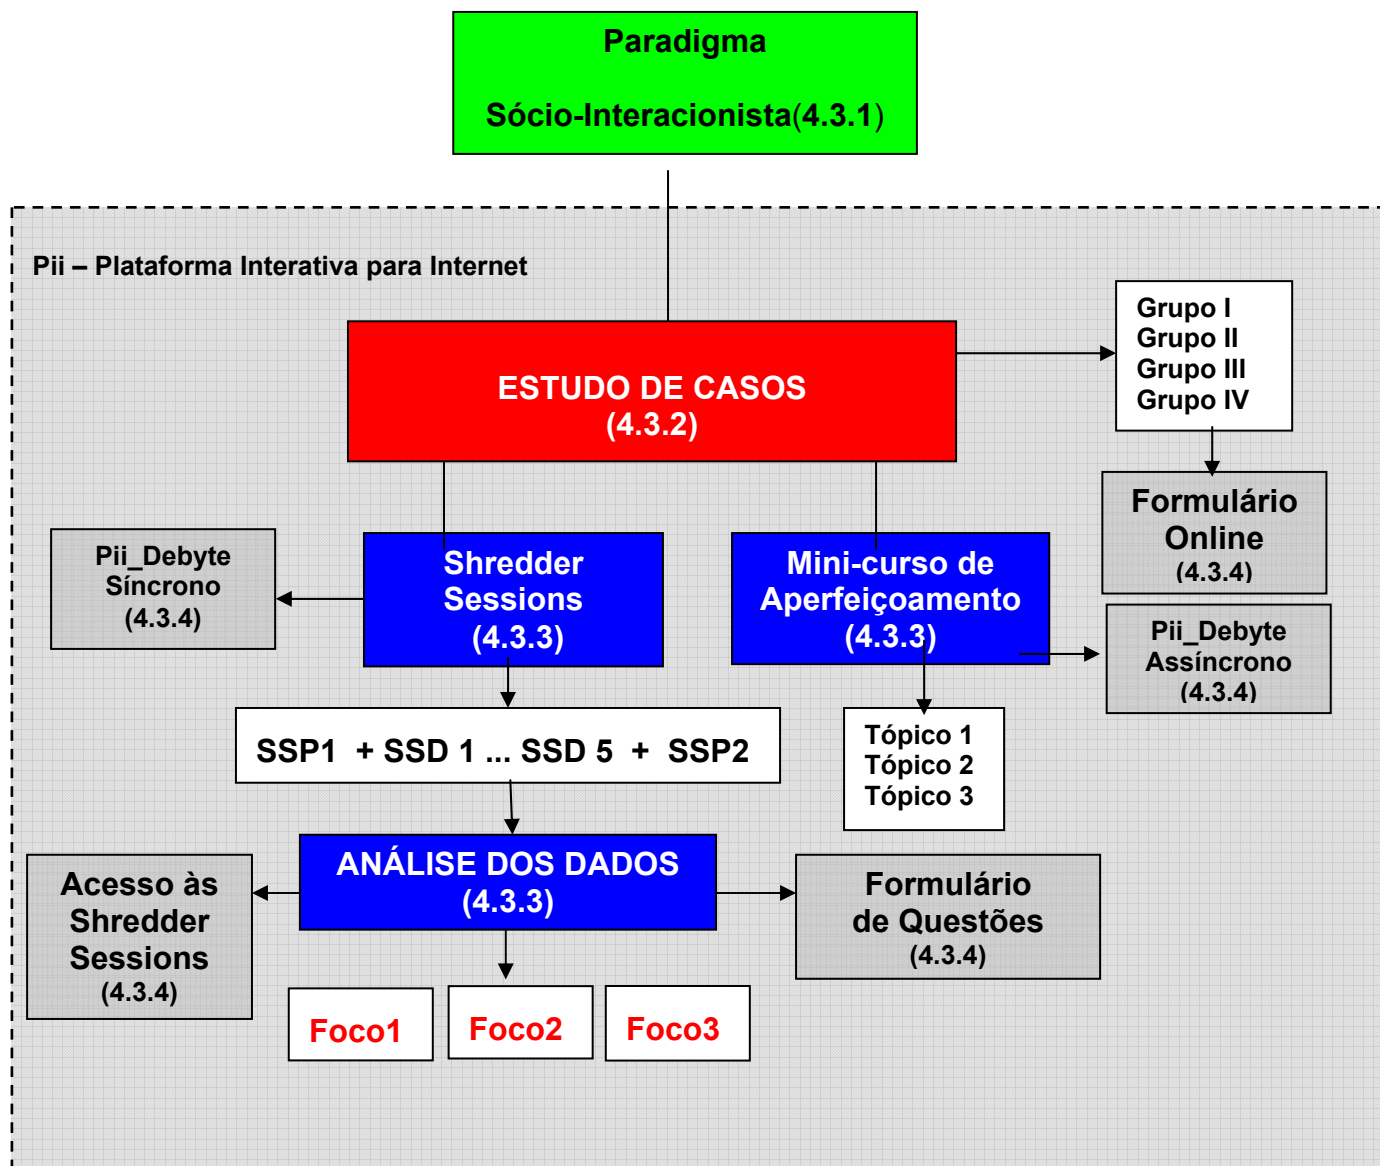 Paradigma
Sócio-Interacionista(4.3.1)
Pii – Plataforma Interativa para Internet
ESTUDO DE CASOS
(4.3.2)
Grupo I
Grupo II
Grupo III
Grupo IV
Formulário
Online
(4.3.4)
Pii_Debyte
Síncrono
(4.3.4)
Shredder
Sessions
(4.3.3)
Mini-curso de
Aperfeiçoamento
(4.3.3)
Pii_Debyte
Assíncrono
(4.3.4)
SSP1 + SSD 1 ... SSD 5 + SSP2
Tópico 1
Tópico 2
Tópico 3
ANÁLISE DOS DADOS
(4.3.3)
Acesso às
Shredder
Sessions
(4.3.4)
Formulário
de Questões
(4.3.4)
Foco1
Foco2
Foco3